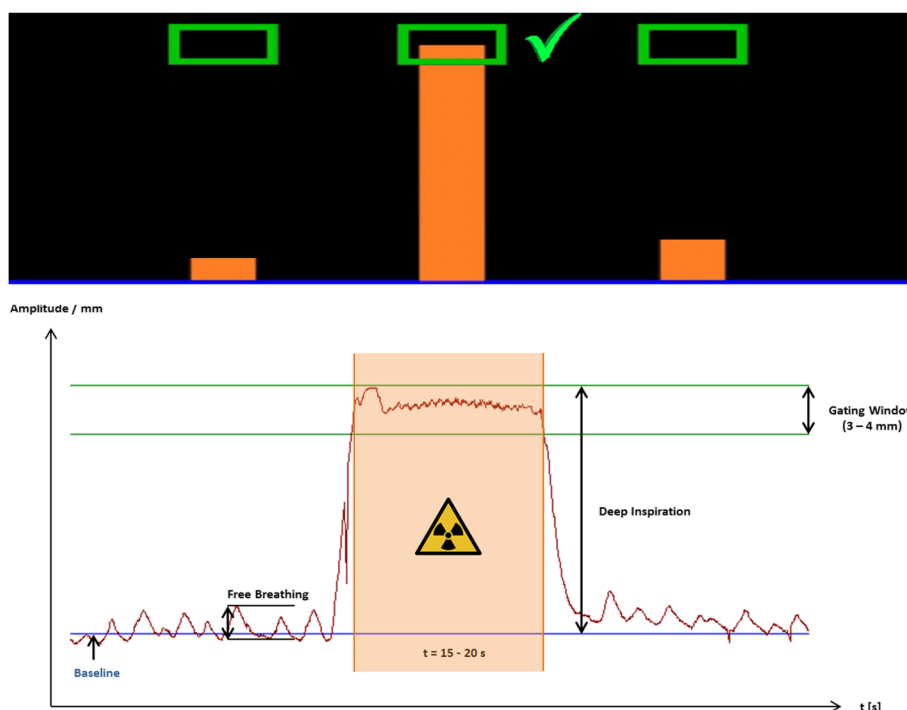 Amplitude / mm
Gating Window
(3 – 4 mm)
Deep Inspiration
Free Breathing
t = 15 - 20 s
Baseline
t [s]